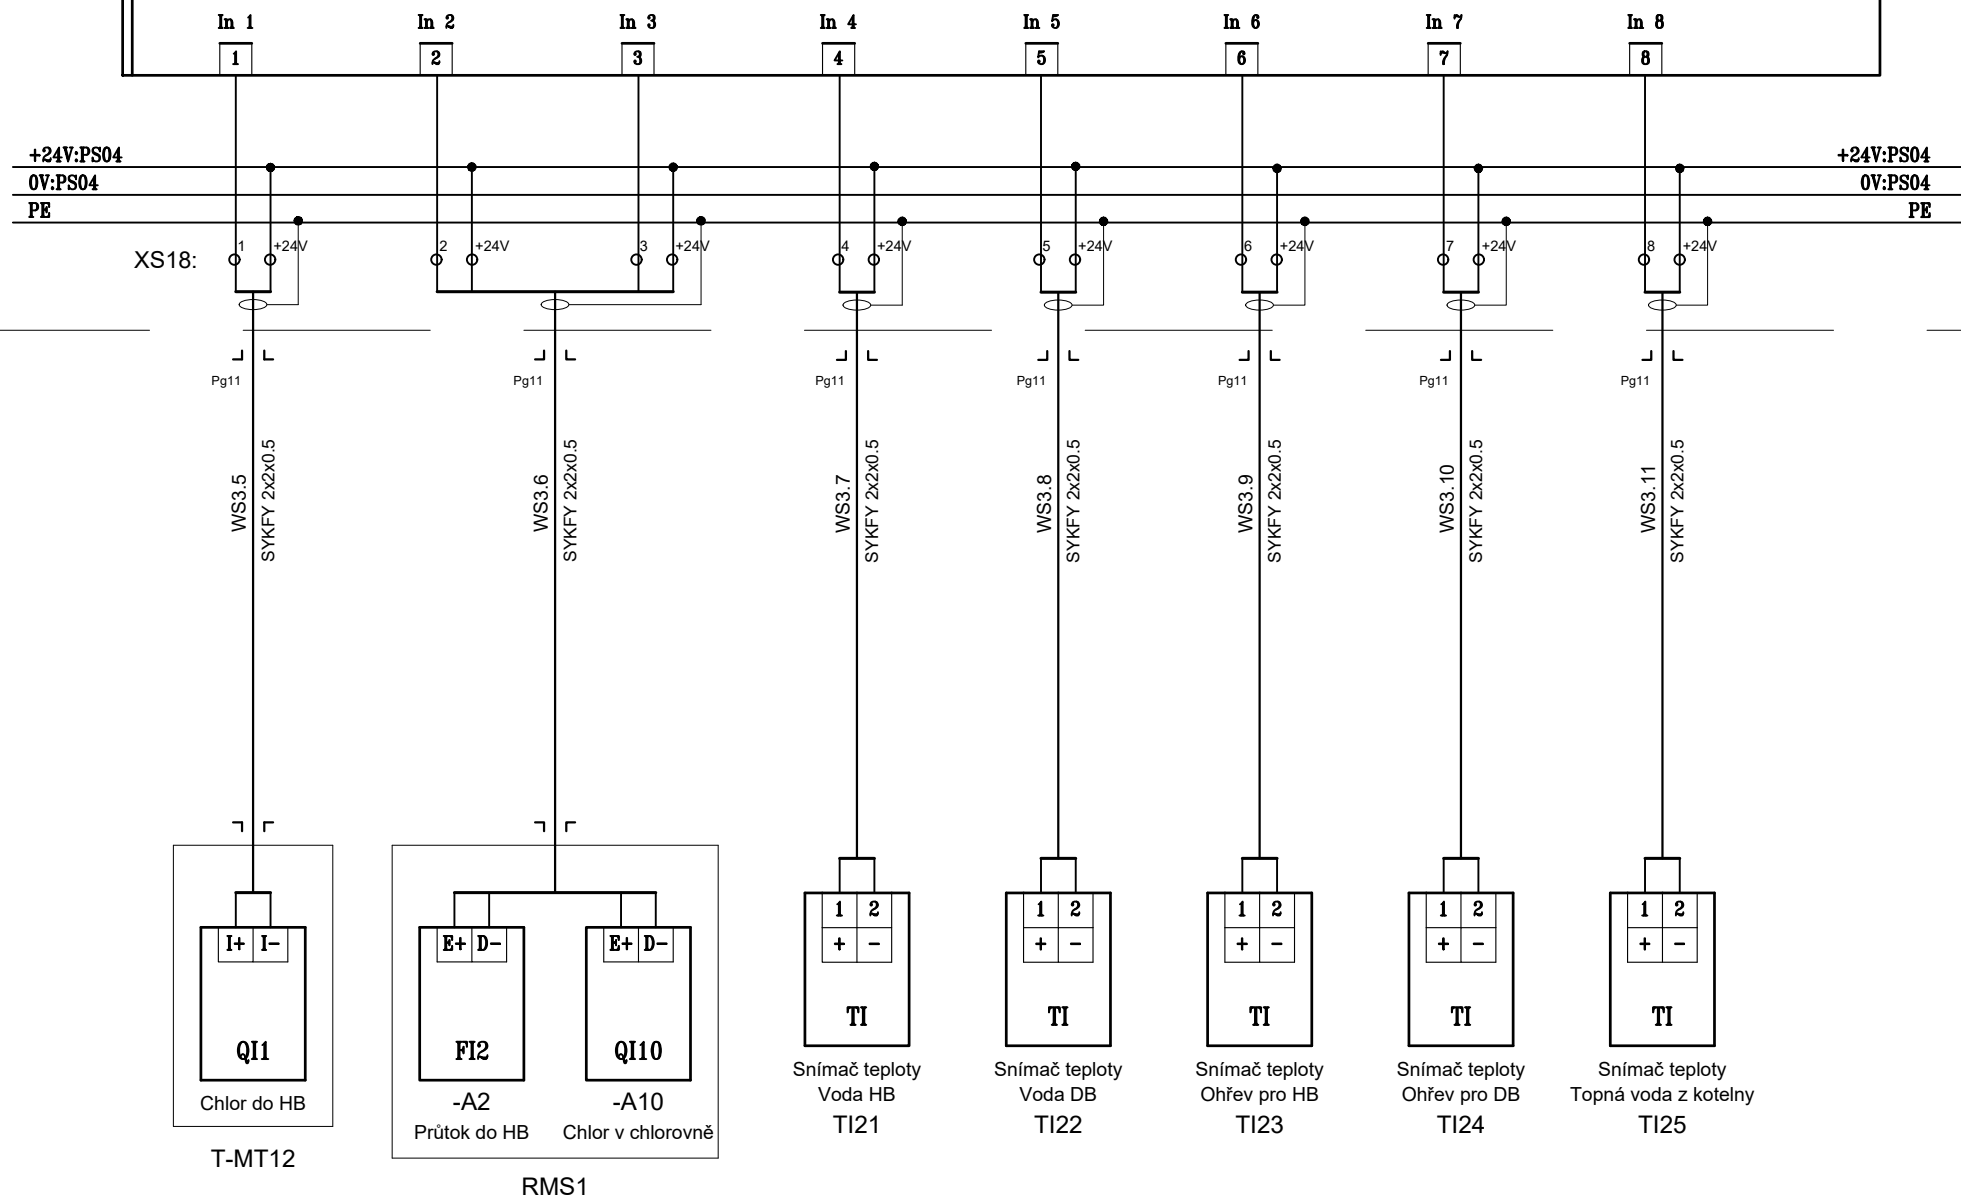 In 1 In 2 In 3 In 4 In 5 In 6 In 7 In 8
1 2 3 4 5 6 7 8
+24V:PS04 +24V:PS04
0V:PS04 0V:PS04
PE PE
XS18: 1 +24V 2 +24V 3 +24V 4 +24V 5 +24V 6 +24V 7 +24V 8 +24V
Pg11 Pg11 Pg11 Pg11 Pg11 Pg11 Pg11
WS3.5
SYKFY 2x2x0.5
WS3.6
SYKFY 2x2x0.5
WS3.7
SYKFY 2x2x0.5
WS3.8
SYKFY 2x2x0.5
WS3.9
SYKFY 2x2x0.5
WS3.10
SYKFY 2x2x0.5
WS3.11
SYKFY 2x2x0.5
I+ I-
QI1
Chlor do HB
T-MT12
E+ D-
FI2
-A2
Průtok do HB
E+ D-
QI10
-A10
Chlor v chlorovně
RMS1
1 2
+ -
TI
Snímač teploty
Voda HB
TI21
1 2
+ -
TI
Snímač teploty
Voda DB
TI22
1 2
+ -
TI
Snímač teploty
Ohřev pro HB
TI23
1 2
+ -
TI
Snímač teploty
Ohřev pro DB
TI24
1 2
+ -
TI
Snímač teploty
Topná voda z kotelny
TI25